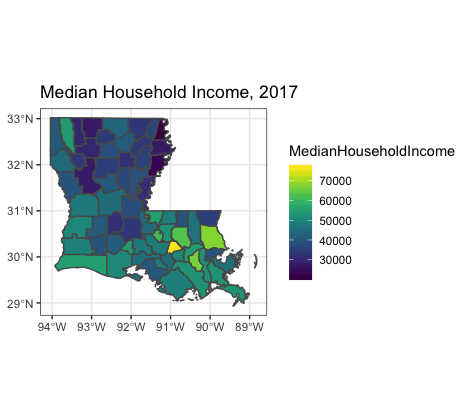 Median Household Income, 2017
33°N
32°N
31°N
30°N
29°N
94°W 93°W 92°W 91°W 90°W 89°W
MedianHouseholdIncome
70000
60000
50000
40000
30000